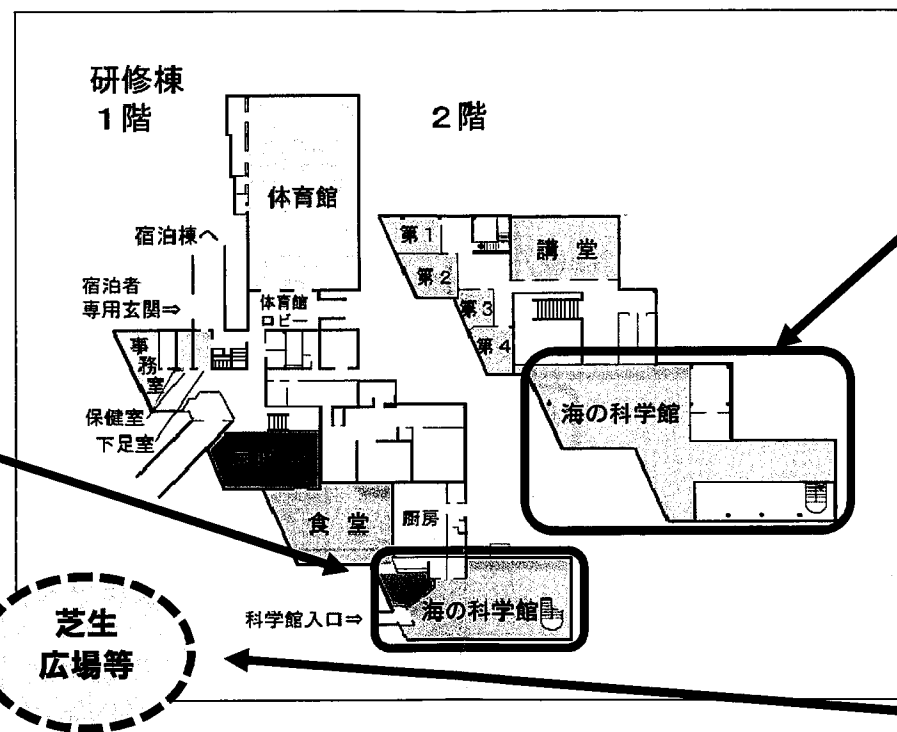 研修棟
1階
2階
体育館
宿泊棟へ
宿泊者
専用玄関⇒
体育館
ロビー
事務室
保健室
下足室
食堂
厨房
科学館入口⇒
海の科学館
第1
第2
第3
第4
講堂
海の科学館
芝生
広場等